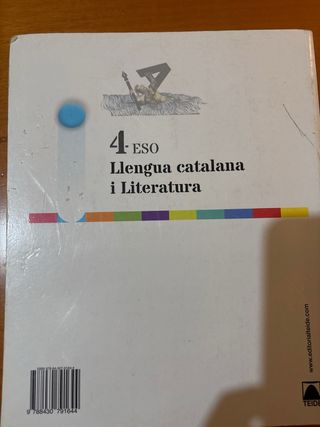 A
4 ESO
Llengua catalana
i Literatura
www.editorialteide.com
TEIDE
9 788430 791644